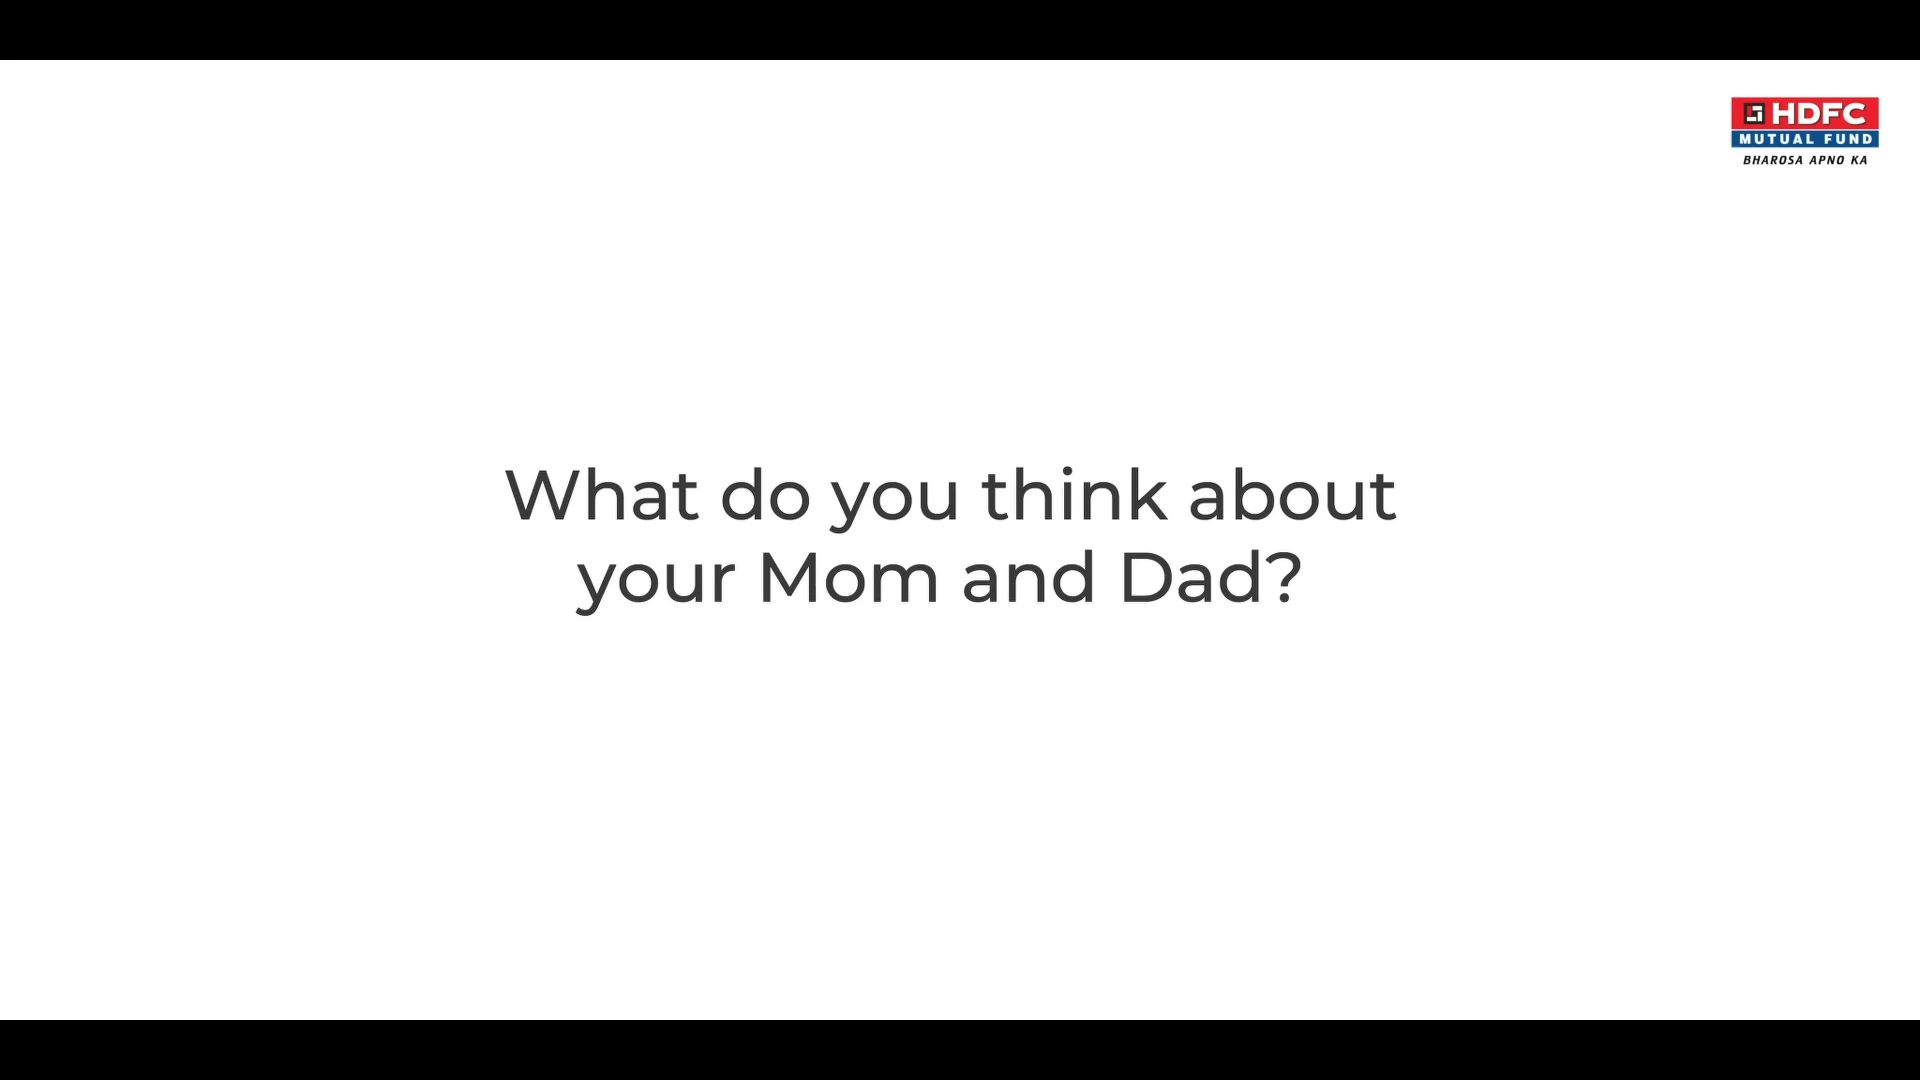 HDFC
MUTUAL FUND
BHAROSA APNO KA
What do you think about
your Mom and Dad?